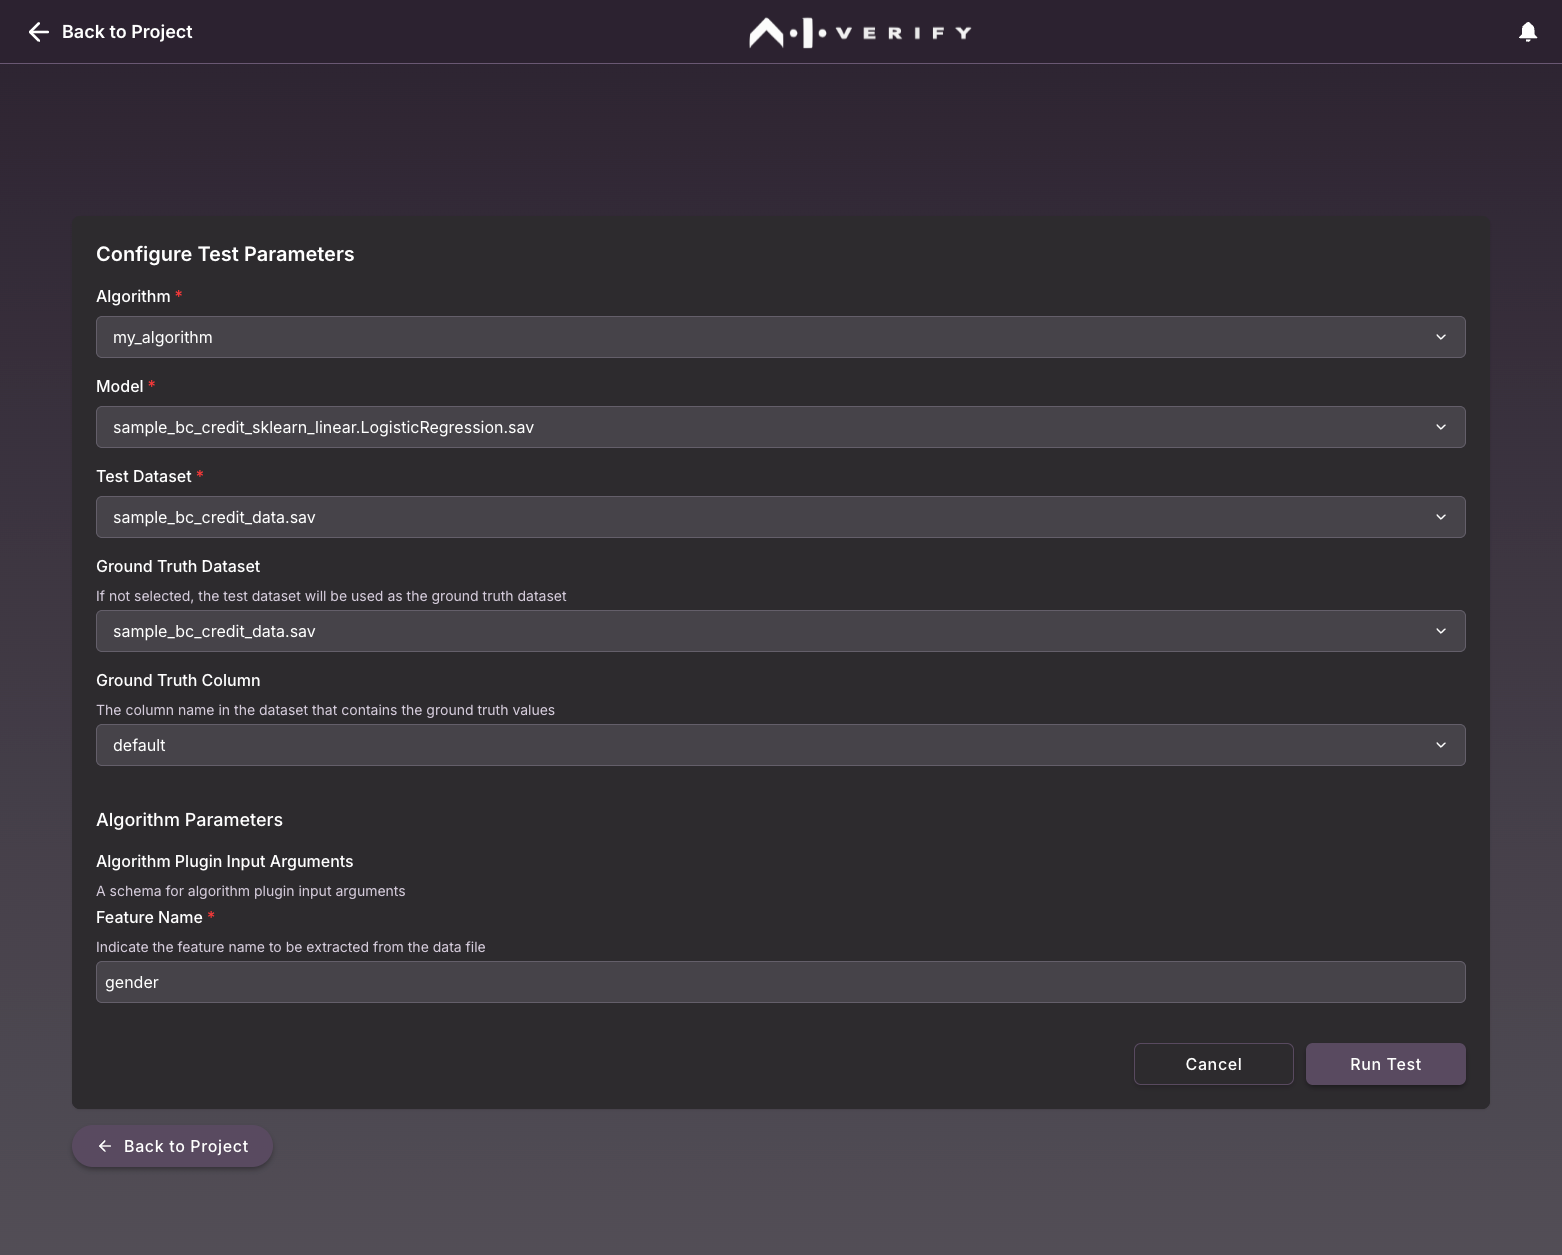 Back to Project
AI VERIFY
Configure Test Parameters
Algorithm *
my_algorithm
Model *
sample_bc_credit_sklearn_linear.LogisticRegression.sav
Test Dataset *
sample_bc_credit_data.sav
Ground Truth Dataset
If not selected, the test dataset will be used as the ground truth dataset
sample_bc_credit_data.sav
Ground Truth Column
The column name in the dataset that contains the ground truth values
default
Algorithm Parameters
Algorithm Plugin Input Arguments
A schema for algorithm plugin input arguments
Feature Name *
Indicate the feature name to be extracted from the data file
gender
Cancel
Run Test
Back to Project